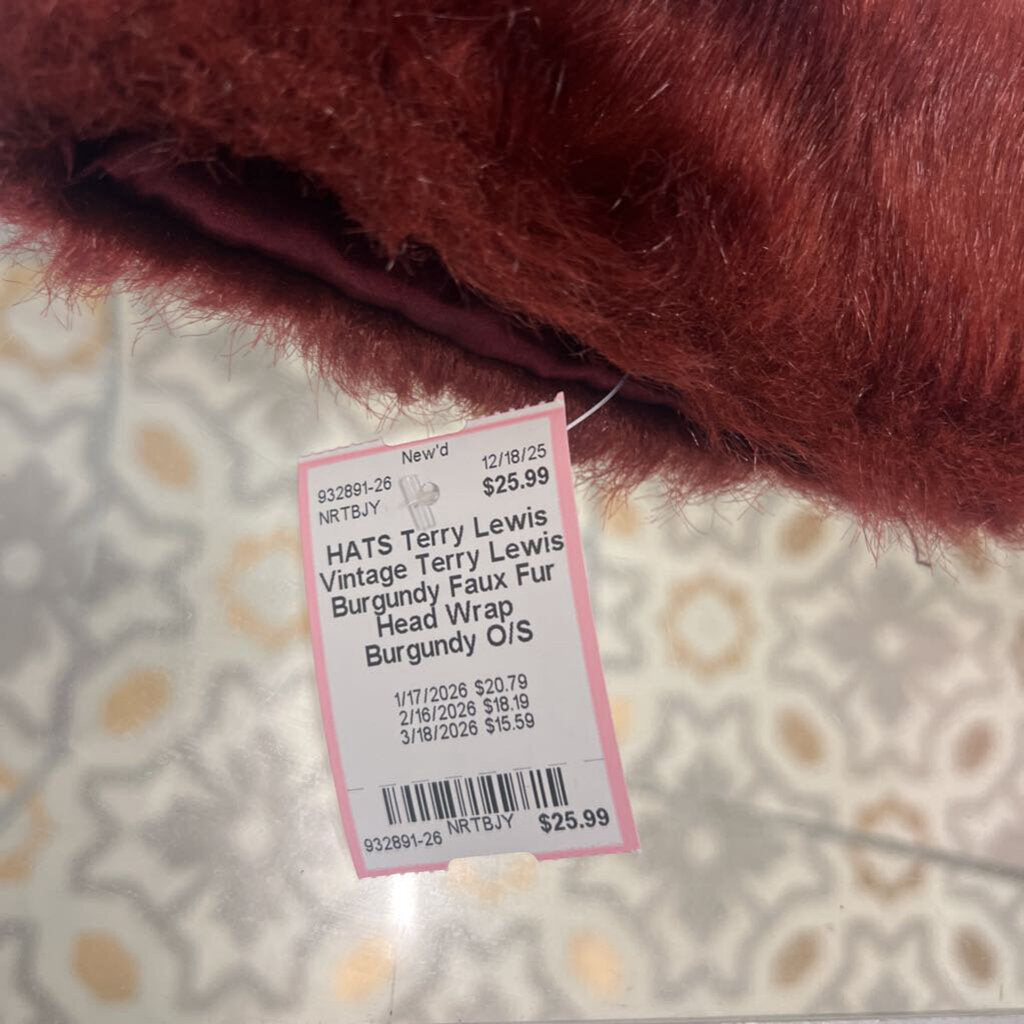 New'd
932891-26 12/18/25
NRTBJY $25.99
HATS Terry Lewis
Vintage Terry Lewis
Burgundy Faux Fur
Head Wrap
Burgundy O/S
1/17/2026 $20.79
2/16/2026 $18.19
3/18/2026 $15.59
932891-26 NRTBJY $25.99